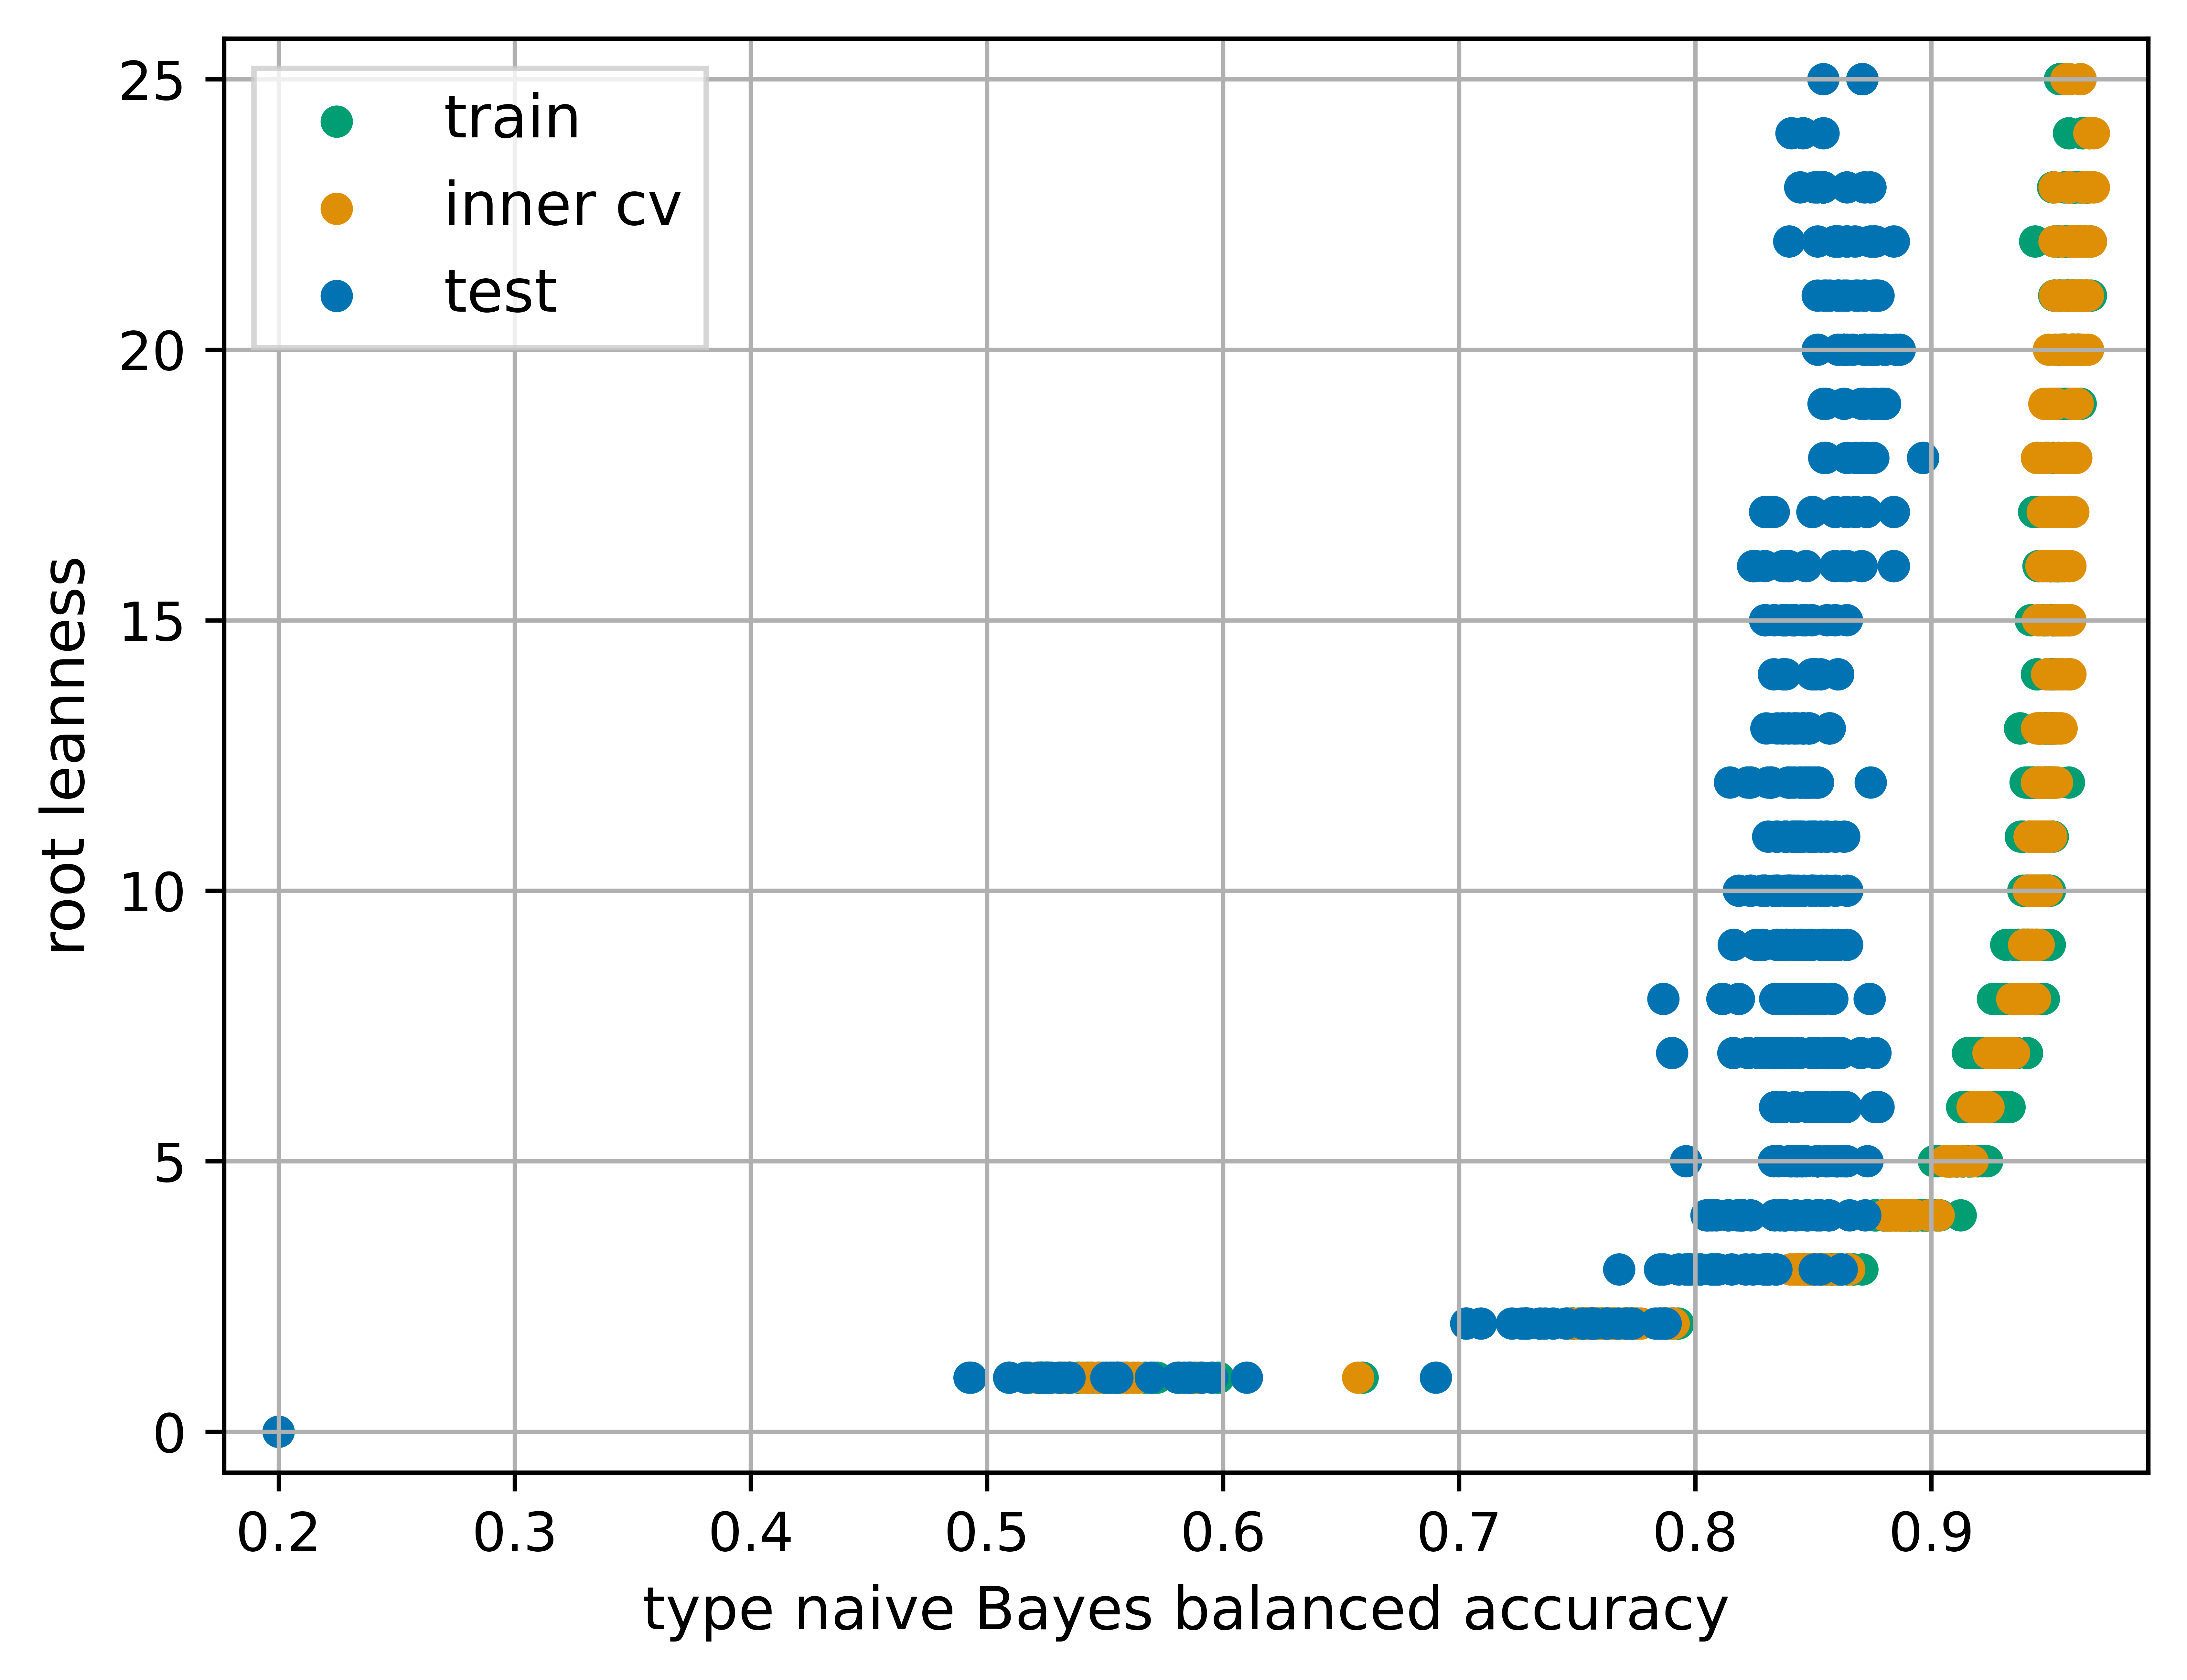 25
20
15
10
5
0
root leanness
train
inner cv
test
0.2 0.3 0.4 0.5 0.6 0.7 0.8 0.9
type naive Bayes balanced accuracy